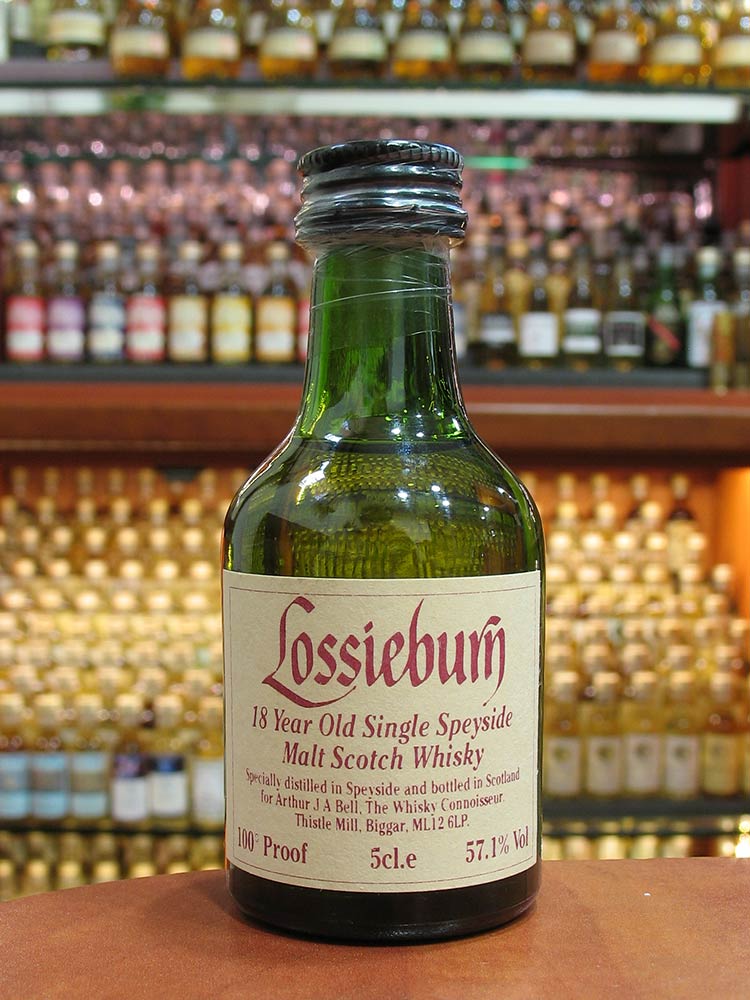 Lossieburn
18 Year Old Single Speyside
Malt Scotch Whisky
Specially distilled in Speyside and bottled in Scotland
for Arthur J A Bell, The Whisky Connoisseur.
Thistle Mill, Biggar, ML12 6LP.
100° Proof 5cl.e 57.1% Vol